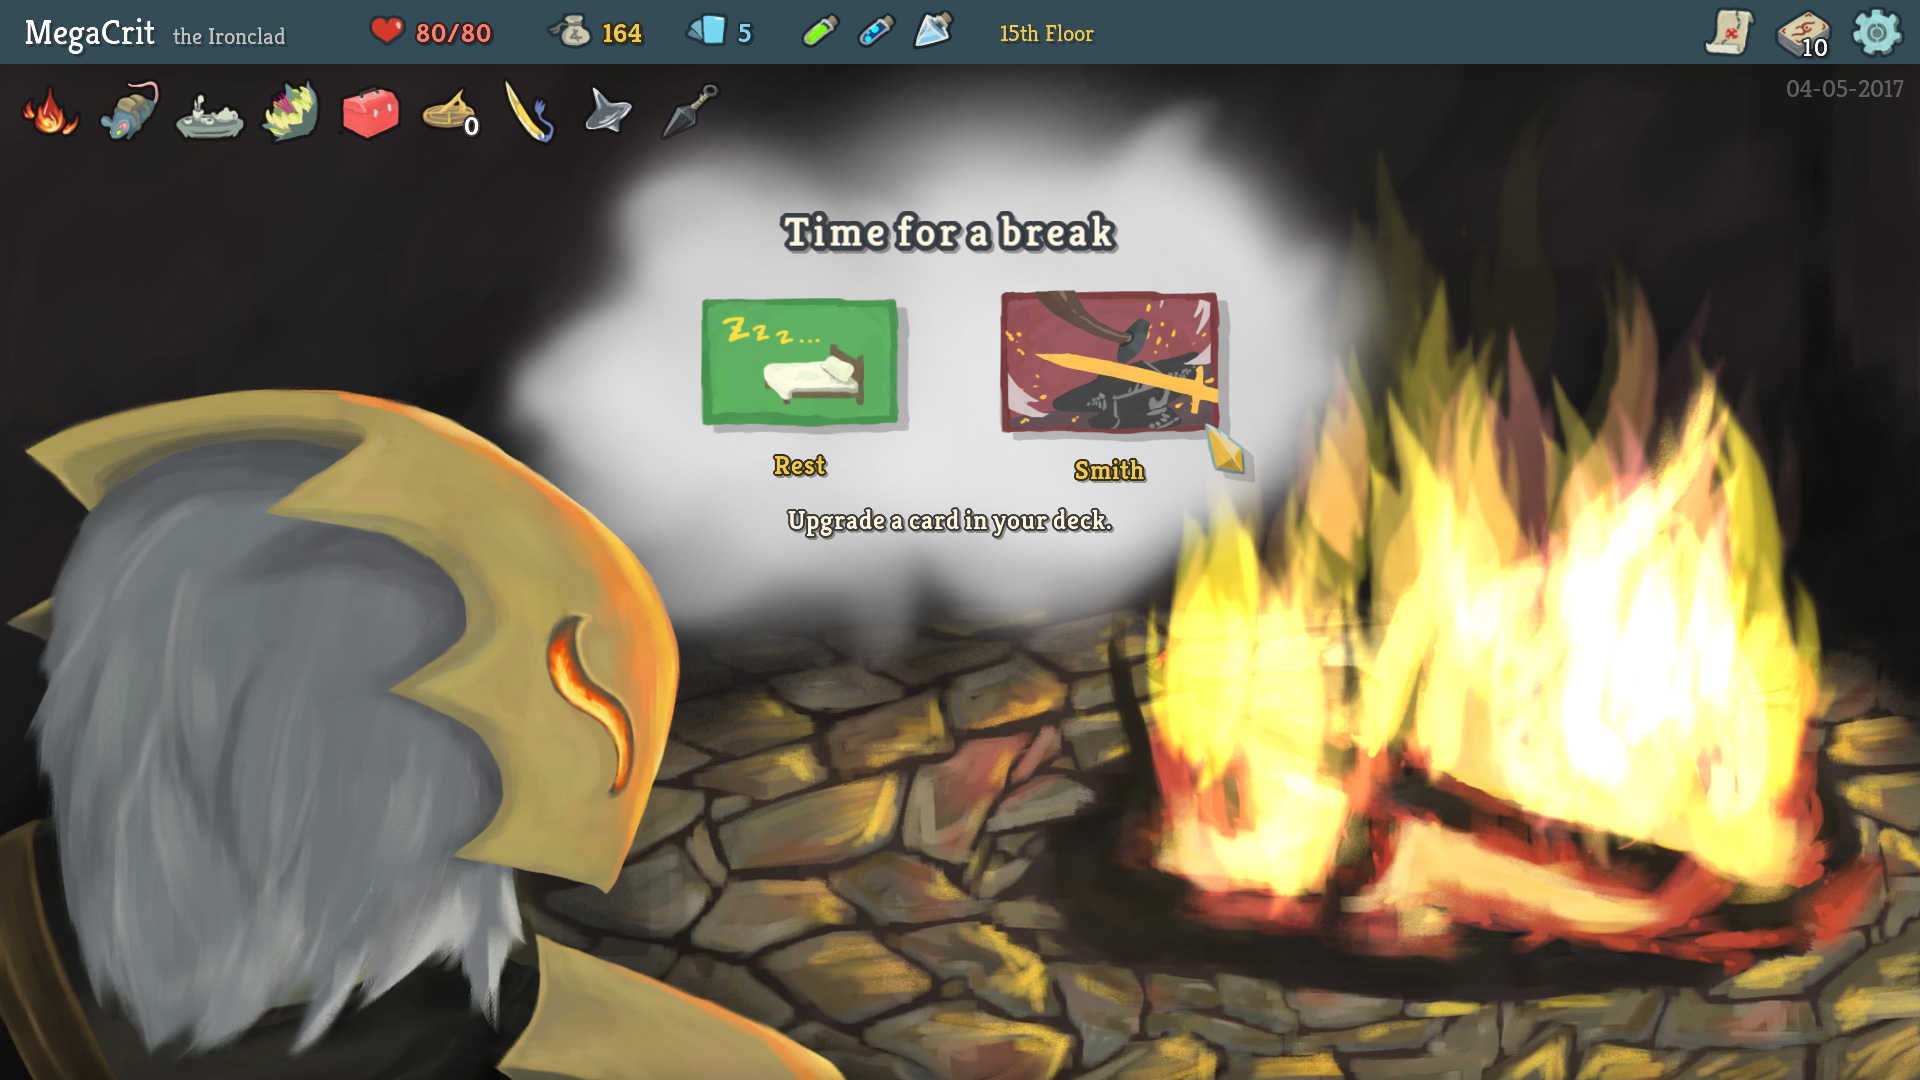 MegaCrit the Ironclad 80/80 164 5 15th Floor 10
04-05-2017
0
Time for a break
Zzz...
Rest
Smith
Upgrade a card in your deck.